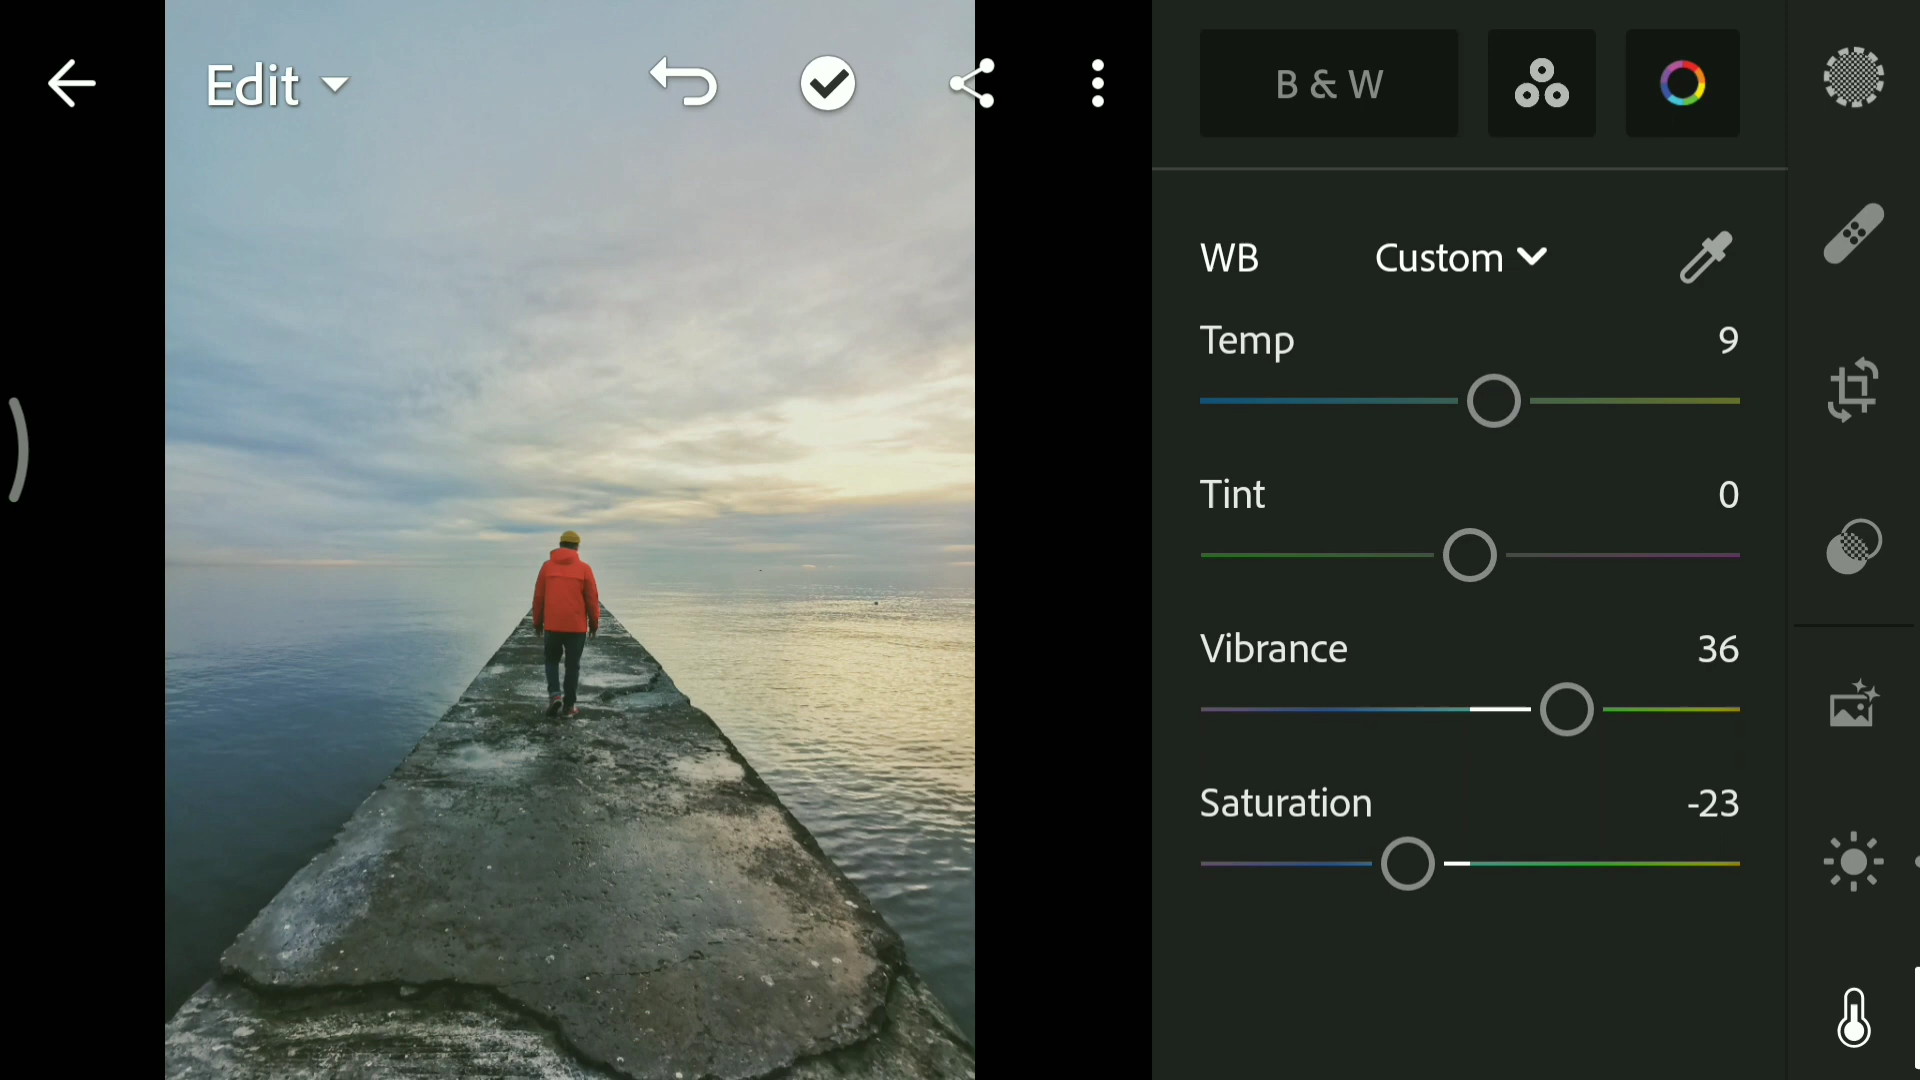 Edit
B & W
WB Custom
Temp 9
Tint 0
Vibrance 36
Saturation -23